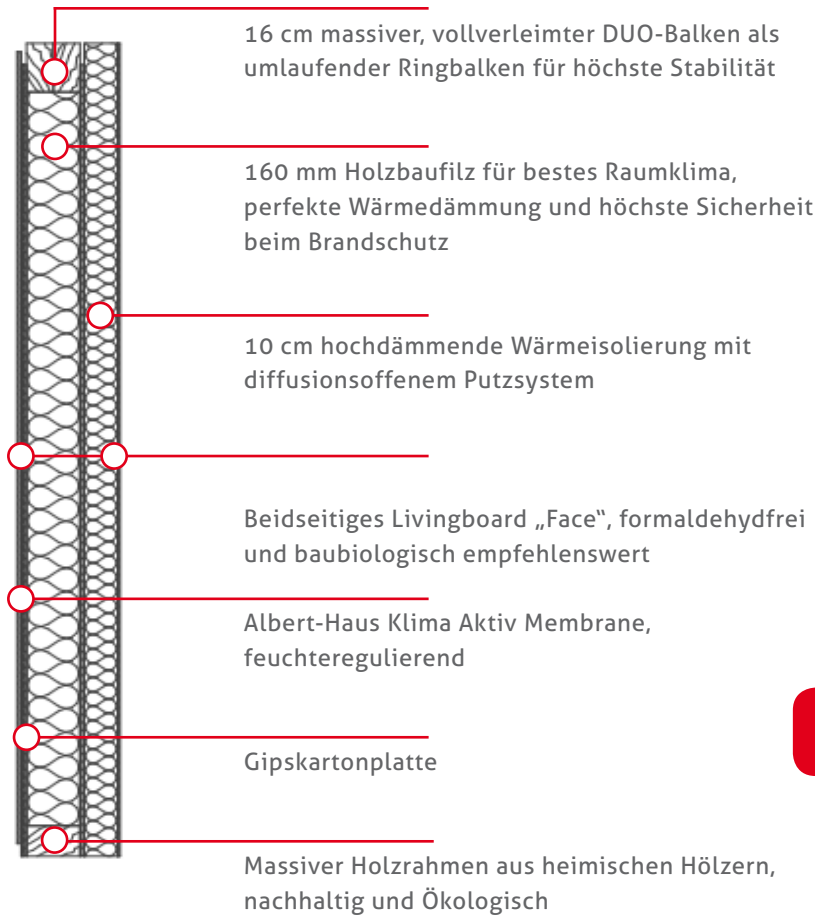 16 cm massiver, vollverleimter DUO-Balken als
umlaufender Ringbalken für höchste Stabilität
160 mm Holzbaufilz für bestes Raumklima,
perfekte Wärmedämmung und höchste Sicherheit
beim Brandschutz
10 cm hochdämmende Wärmeisolierung mit
diffusionsoffenem Putzsystem
Beidseitiges Livingboard „Face“, formaldehydfrei
und baubiologisch empfehlenswert
Albert-Haus Klima Aktiv Membrane,
feuchteregulierend
Gipskartonplatte
Massiver Holzrahmen aus heimischen Hölzern,
nachhaltig und Ökologisch